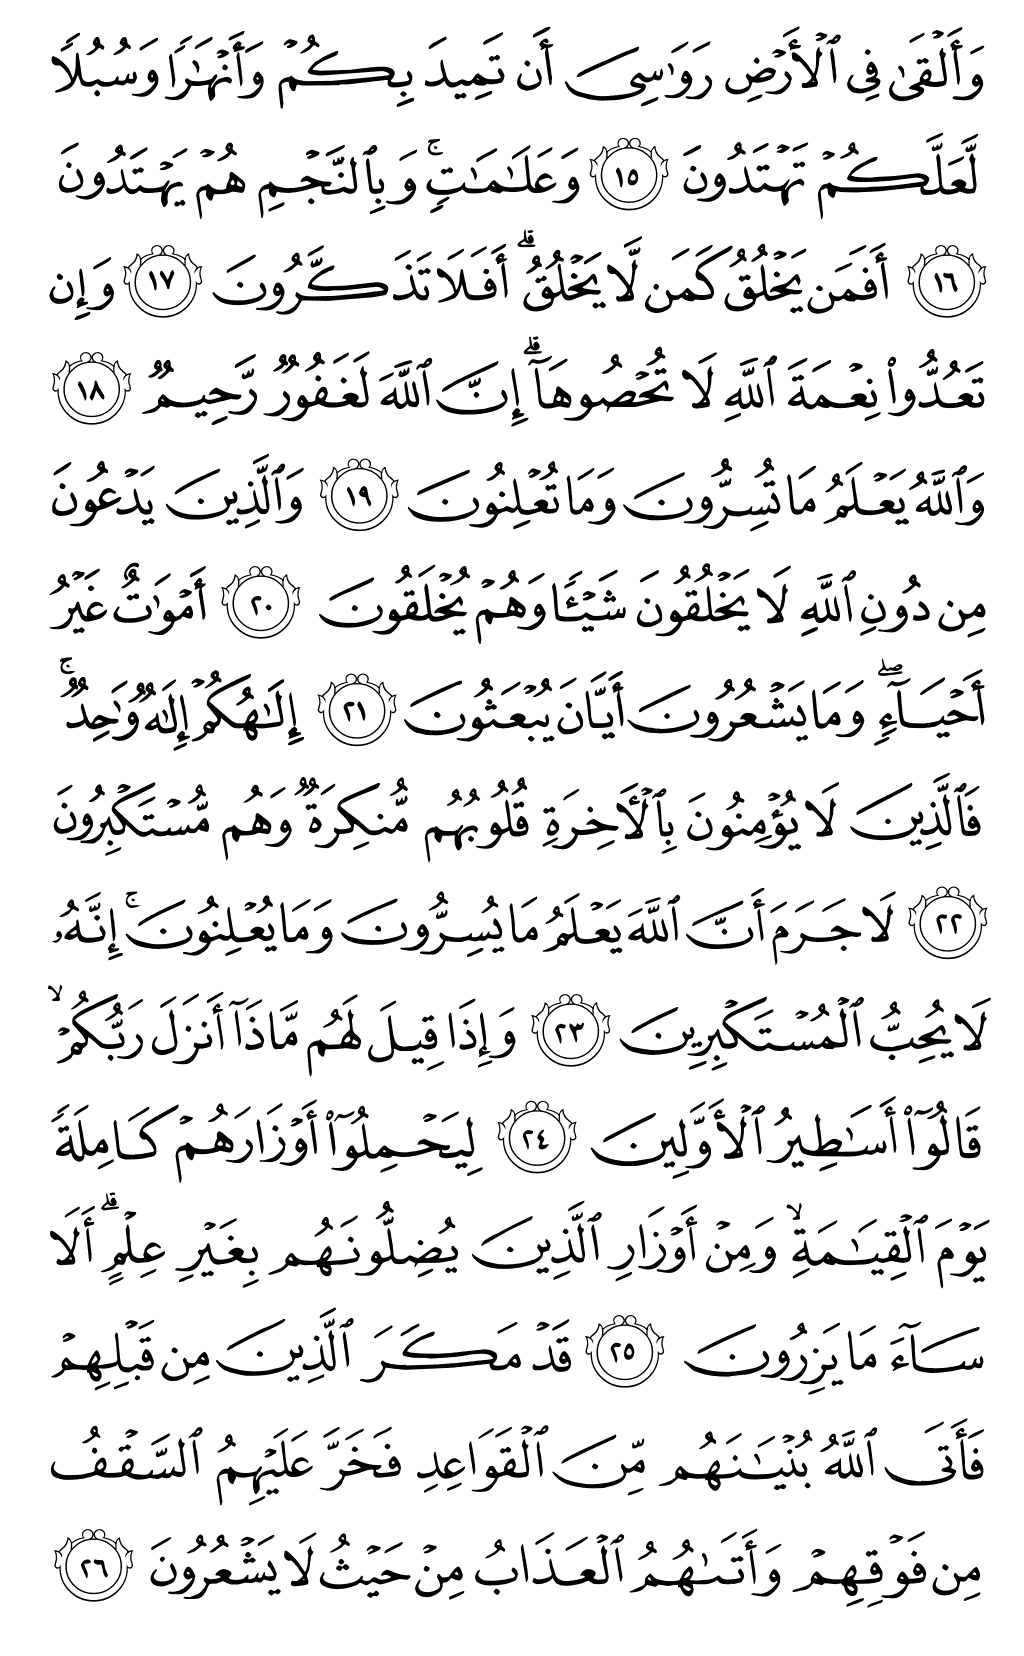 وَأَلۡقَىٰ فِي ٱلۡأَرۡضِ رَوَٰسِيَ أَن تَمِيدَ بِكُمۡ وَأَنۡهَٰرٗا وَسُبُلٗا
لَّعَلَّكُمۡ تَهۡتَدُونَ ١٥ وَعَلَٰمَٰتٖۚ وَبِٱلنَّجۡمِ هُمۡ يَهۡتَدُونَ
١٦ أَفَمَن يَخۡلُقُ كَمَن لَّا يَخۡلُقُۗ أَفَلَا تَذَكَّرُونَ ١٧ وَإِن
تَعُدُّواْ نِعۡمَةَ ٱللَّهِ لَا تُحۡصُوهَآۗ إِنَّ ٱللَّهَ لَغَفُورٞ رَّحِيمٞ ١٨
وَٱللَّهُ يَعۡلَمُ مَا تُسِرُّونَ وَمَا تُعۡلِنُونَ ١٩ وَٱلَّذِينَ يَدۡعُونَ
مِن دُونِ ٱللَّهِ لَا يَخۡلُقُونَ شَيۡـٔٗا وَهُمۡ يُخۡلَقُونَ ٢٠ أَمۡوَٰتٌ غَيۡرُ
أَحۡيَآءٖۖ وَمَا يَشۡعُرُونَ أَيَّانَ يُبۡعَثُونَ ٢١ إِلَٰهُكُمۡ إِلَٰهٞ وَٰحِدٞۚ
فَٱلَّذِينَ لَا يُؤۡمِنُونَ بِٱلۡأٓخِرَةِ قُلُوبُهُم مُّنكِرَةٞ وَهُم مُّسۡتَكۡبِرُونَ
٢٢ لَا جَرَمَ أَنَّ ٱللَّهَ يَعۡلَمُ مَا يُسِرُّونَ وَمَا يُعۡلِنُونَۚ إِنَّهُۥ
لَا يُحِبُّ ٱلۡمُسۡتَكۡبِرِينَ ٢٣ وَإِذَا قِيلَ لَهُم مَّاذَآ أَنزَلَ رَبُّكُمۡۙ
قَالُوٓاْ أَسَٰطِيرُ ٱلۡأَوَّلِينَ ٢٤ لِيَحۡمِلُوٓاْ أَوۡزَارَهُمۡ كَامِلَةٗ
يَوۡمَ ٱلۡقِيَٰمَةِۙ وَمِنۡ أَوۡزَارِ ٱلَّذِينَ يُضِلُّونَهُم بِغَيۡرِ عِلۡمٍۗ أَلَا
سَآءَ مَا يَزِرُونَ ٢٥ قَدۡ مَكَرَ ٱلَّذِينَ مِن قَبۡلِهِمۡ
فَأَتَى ٱللَّهُ بُنۡيَٰنَهُم مِّنَ ٱلۡقَوَاعِدِ فَخَرَّ عَلَيۡهِمُ ٱلسَّقۡفُ
مِن فَوۡقِهِمۡ وَأَتَىٰهُمُ ٱلۡعَذَابُ مِنۡ حَيۡثُ لَا يَشۡعُرُونَ ٢٦